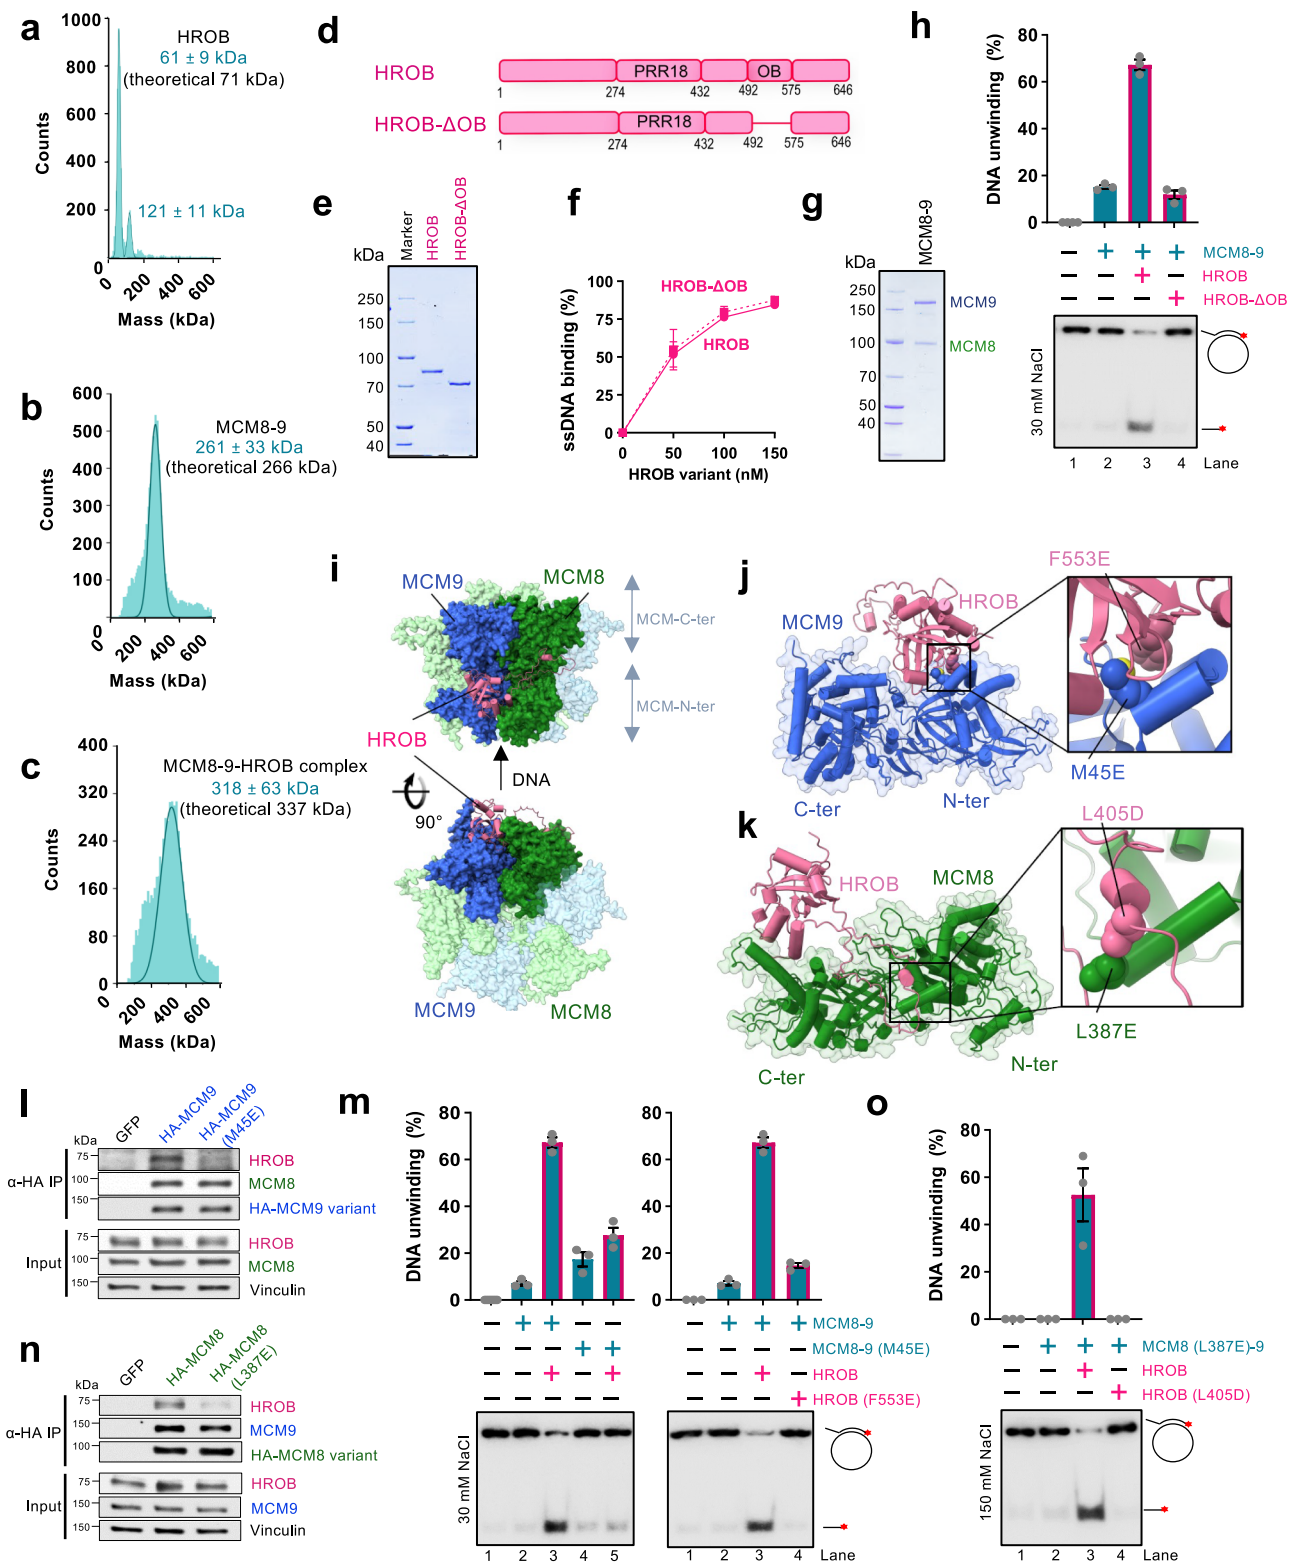 a
1000
800
600
400
200
0
Counts
HROB
61 ± 9 kDa
(theoretical 71 kDa)
121 ± 11 kDa
0 200 400 600
Mass (kDa)
b
600
500
400
300
200
100
0
Counts
MCM8-9
261 ± 33 kDa
(theoretical 266 kDa)
0 200 400 600
Mass (kDa)
c
400
320
240
160
80
0
Counts
MCM8-9-HROB complex
318 ± 63 kDa
(theoretical 337 kDa)
0 200 400 600
Mass (kDa)
d
HROB
PRR18 OB
1 274 432 492 575 646
HROB-ΔOB
PRR18
1 274 432 492 575 646
e
kDa
Marker
HROB
HROB-ΔOB
250
150
100
70
50
40
f
ssDNA binding (%)
100
75
50
25
0
HROB-ΔOB
HROB
0 50 100 150
HROB variant (nM)
g
kDa
MCM8-9
250
150
100
70
50
40
MCM9
MCM8
h
DNA unwinding (%)
80
60
40
20
0
– + + + MCM8-9
– – + – HROB
– – – + HROB-ΔOB
30 mM NaCl
1 2 3 4 Lane
i
MCM9 MCM8
MCM-C-ter
MCM-N-ter
HROB
DNA
90°
MCM9 MCM8
j
MCM9
HROB
F553E
M45E
C-ter N-ter
k
HROB
MCM8
L405D
L387E
C-ter N-ter
l
kDa
GFP
HA-MCM9
HA-MCM9 (M45E)
α-HA IP
75 HROB
100 MCM8
150 HA-MCM9 variant
Input
75 HROB
100 MCM8
150 Vinculin
m
DNA unwinding (%)
80
60
40
20
0
80
60
40
20
0
– + + – – – + + + MCM8-9
– – – + + – – – – MCM8-9 (M45E)
– – + – + – – + – HROB
– – – – – – – – + HROB (F553E)
30 mM NaCl
1 2 3 4 5 1 2 3 4 Lane
n
kDa
GFP
HA-MCM8
HA-MCM8 (L387E)
α-HA IP
75 HROB
150 MCM9
100 HA-MCM8 variant
Input
75 HROB
150 MCM9
150 Vinculin
o
DNA unwinding (%)
80
60
40
20
0
– + + + MCM8 (L387E)-9
– – + – HROB
– – – + HROB (L405D)
150 mM NaCl
1 2 3 4 Lane